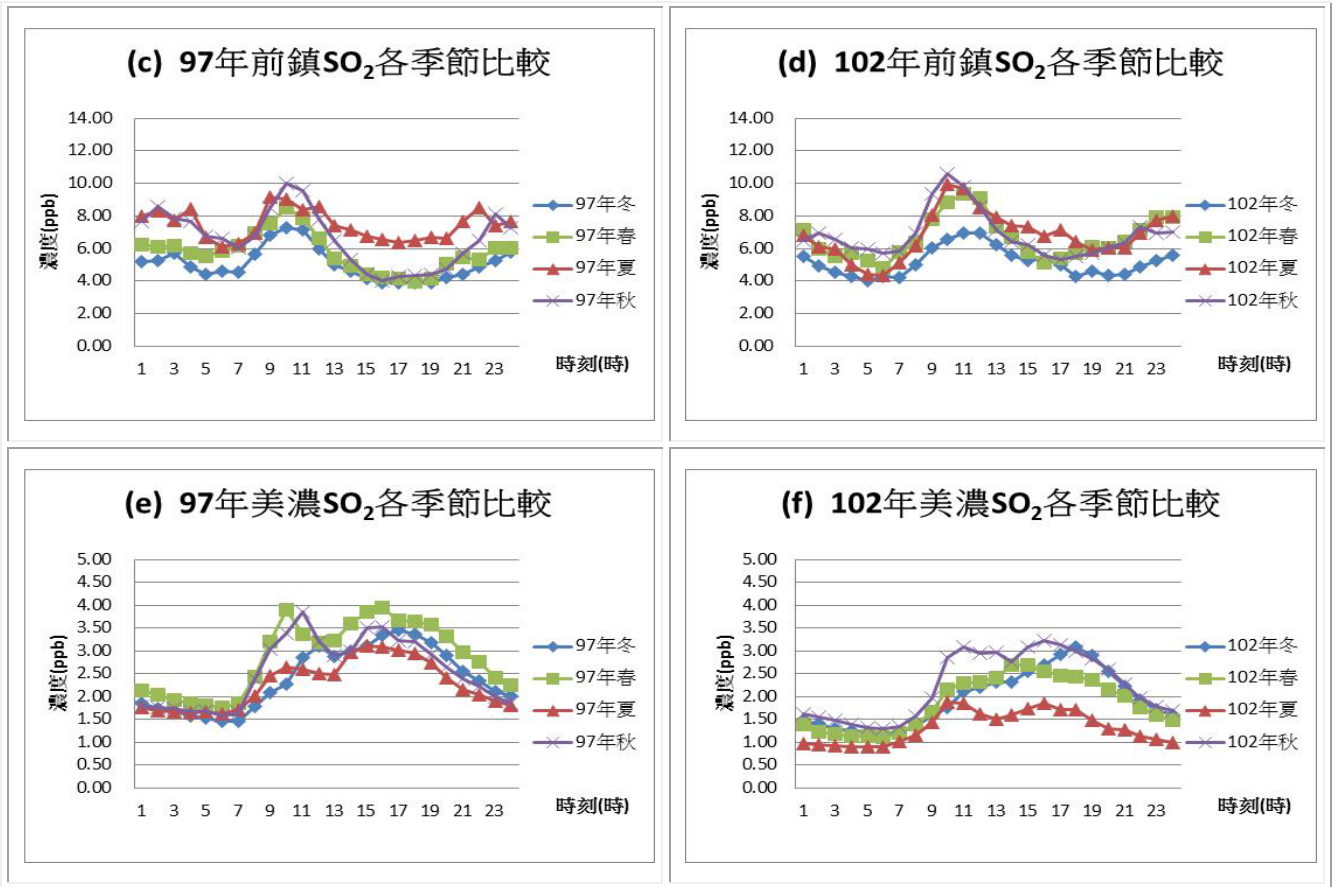 (c) 97年前鎮SO₂各季節比較
14.00
12.00
10.00
8.00
6.00
4.00
2.00
0.00
濃度(ppb)
1 3 5 7 9 11 13 15 17 19 21 23
時刻(時)
97年冬
97年春
97年夏
97年秋
(d) 102年前鎮SO₂各季節比較
14.00
12.00
10.00
8.00
6.00
4.00
2.00
0.00
濃度(ppb)
1 3 5 7 9 11 13 15 17 19 21 23
時刻(時)
102年冬
102年春
102年夏
102年秋
(e) 97年美濃SO₂各季節比較
5.00
4.50
4.00
3.50
3.00
2.50
2.00
1.50
1.00
0.50
0.00
濃度(ppb)
1 3 5 7 9 11 13 15 17 19 21 23
時刻(時)
97年冬
97年春
97年夏
97年秋
(f) 102年美濃SO₂各季節比較
5.00
4.50
4.00
3.50
3.00
2.50
2.00
1.50
1.00
0.50
0.00
濃度(ppb)
1 3 5 7 9 11 13 15 17 19 21 23
時刻(時)
102年冬
102年春
102年夏
102年秋